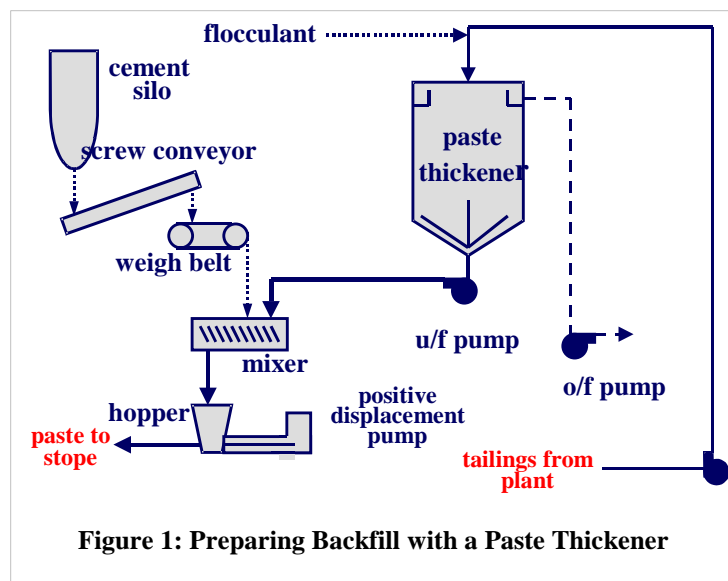 flocculant
cement
silo
screw conveyor
paste
thickener
weigh belt
u/f pump
mixer
o/f pump
hopper
positive
displacement
pump
paste to
stope
tailings from
plant
Figure 1: Preparing Backfill with a Paste Thickener